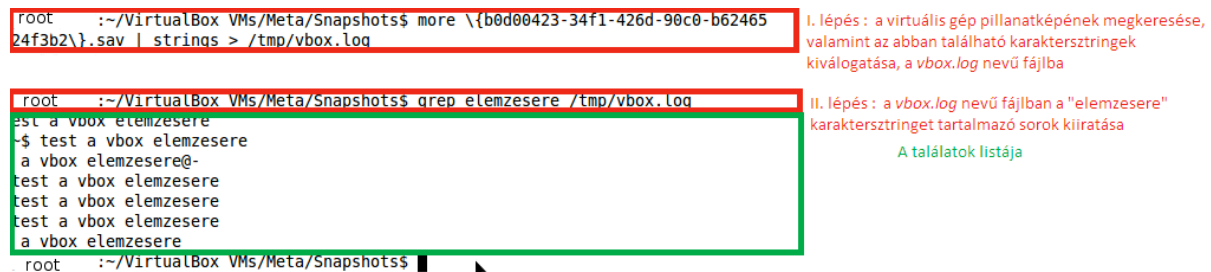 root :~/VirtualBox VMs/Meta/Snapshots$ more \{b0d00423-34f1-426d-90c0-b62465
24f3b2\}.sav | strings > /tmp/vbox.log
I. lépés : a virtuális gép pillanatképének megkeresése,
valamint az abban található karaktersztringek
kiválogatása, a vbox.log nevű fájlba
root :~/VirtualBox VMs/Meta/Snapshots$ grep elemzesere /tmp/vbox.log
est a vbox elemzesere
~$ test a vbox elemzesere
a vbox elemzesere@-
test a vbox elemzesere
test a vbox elemzesere
test a vbox elemzesere
a vbox elemzesere
root :~/VirtualBox VMs/Meta/Snapshots$
II. lépés : a vbox.log nevű fájlban a "elemzesere"
karaktersztringet tartalmazó sorok kiiratása
A találatok listája